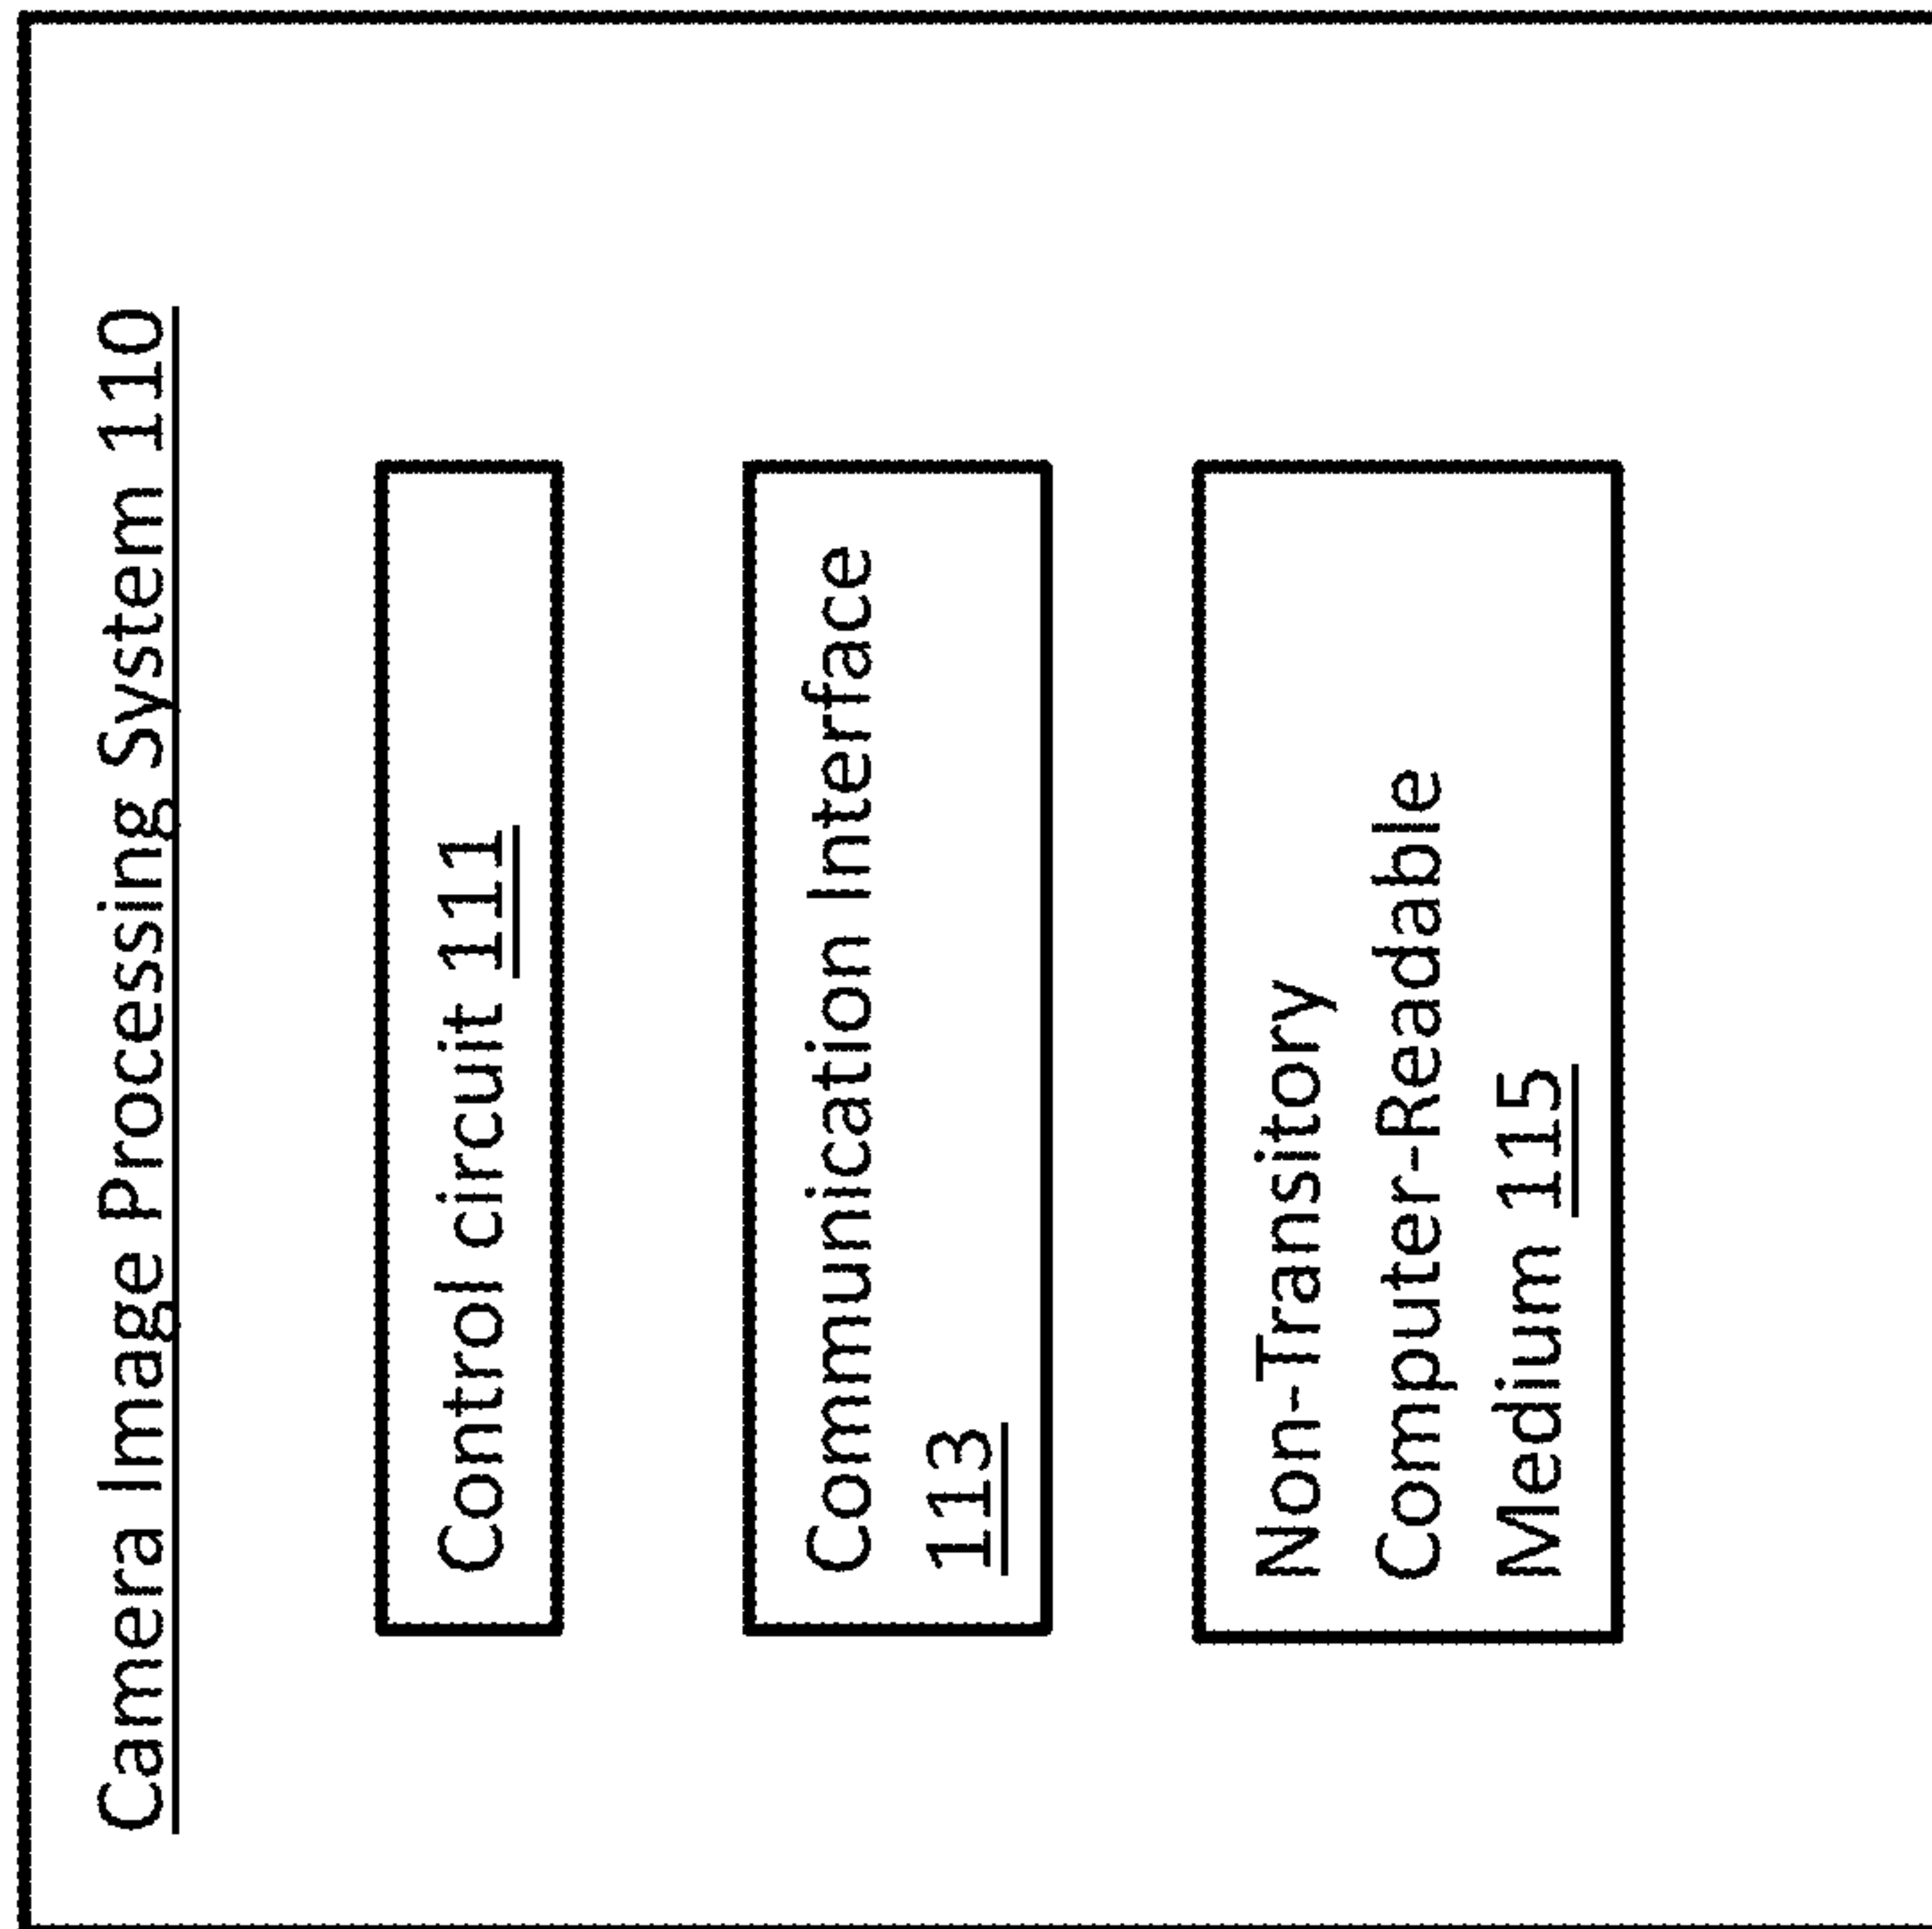 Camera Image Processing System 110
Control circuit 111
Communication Interface
113
Non-Transitory
Computer-Readable
Medium 115